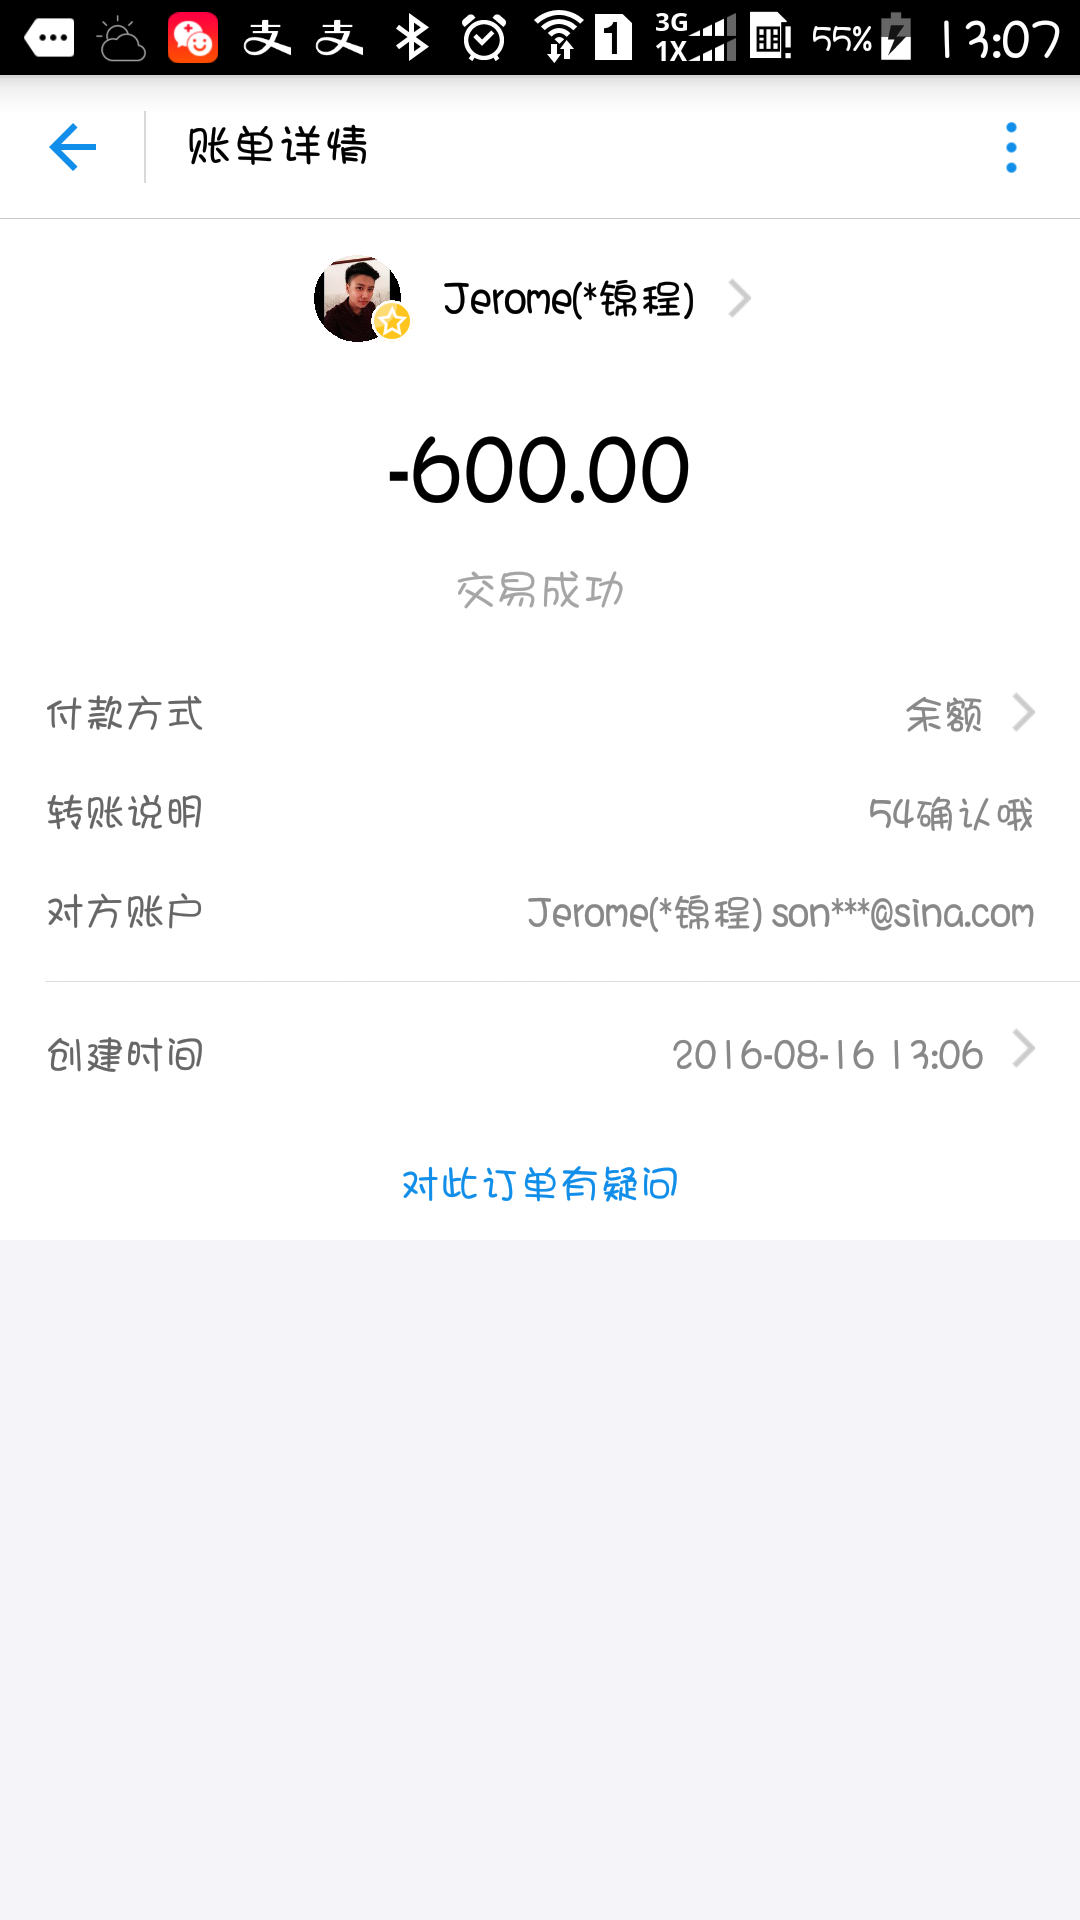 支 支 1 3G 1X 55% 13:07
账单详情
Jerome(*锦程)
-600.00
交易成功
付款方式 余额
转账说明 54确认哦
对方账户 Jerome(*锦程) son***@sina.com
创建时间 2016-08-16 13:06
对此订单有疑问